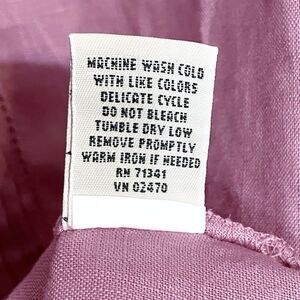 MACHINE WASH COLD
WITH LIKE COLORS
DELICATE CYCLE
DO NOT BLEACH
TUMBLE DRY LOW
REMOVE PROMPTLY
WARM IRON IF NEEDED
RN 71341
VN 02470